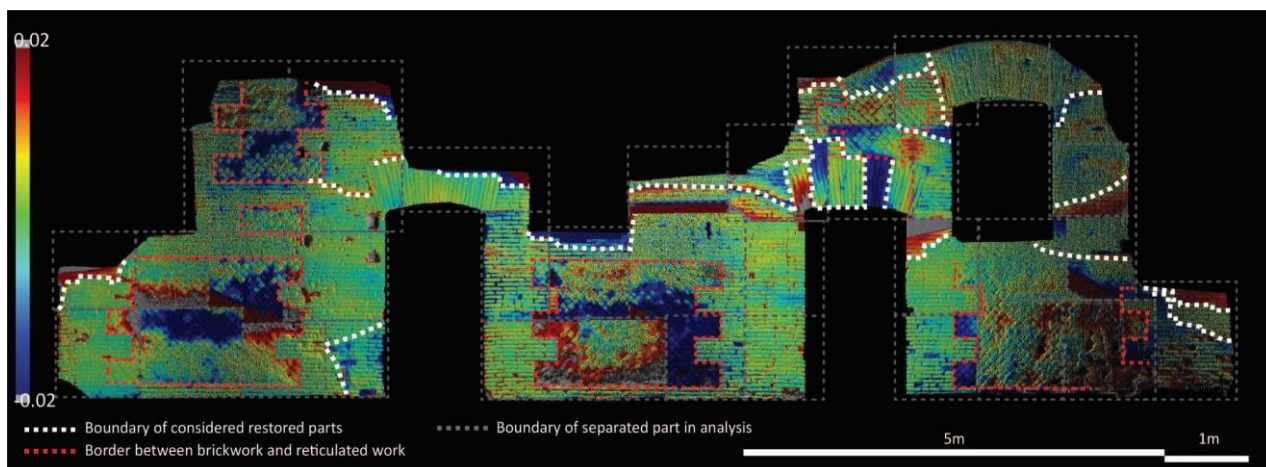 0.02
-0.02
Boundary of considered restored parts
Boundary of separated part in analysis
Border between brickwork and reticulated work
5m
1m